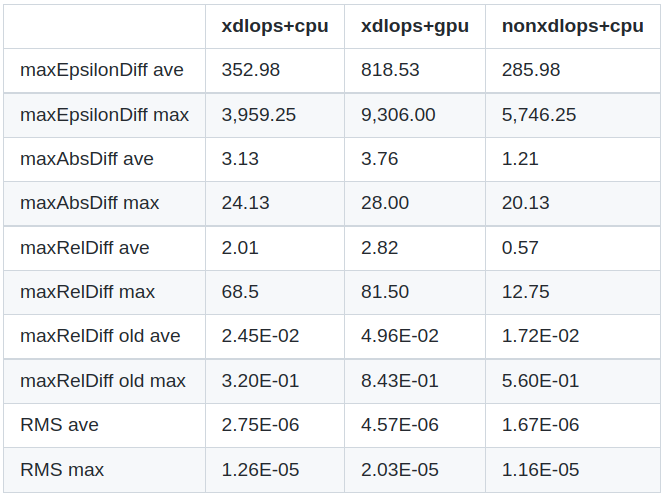 xdlops+cpu xdlops+gpu nonxdlops+cpu
maxEpsilonDiff ave 352.98 818.53 285.98
maxEpsilonDiff max 3,959.25 9,306.00 5,746.25
maxAbsDiff ave 3.13 3.76 1.21
maxAbsDiff max 24.13 28.00 20.13
maxRelDiff ave 2.01 2.82 0.57
maxRelDiff max 68.5 81.50 12.75
maxRelDiff old ave 2.45E-02 4.96E-02 1.72E-02
maxRelDiff old max 3.20E-01 8.43E-01 5.60E-01
RMS ave 2.75E-06 4.57E-06 1.67E-06
RMS max 1.26E-05 2.03E-05 1.16E-05